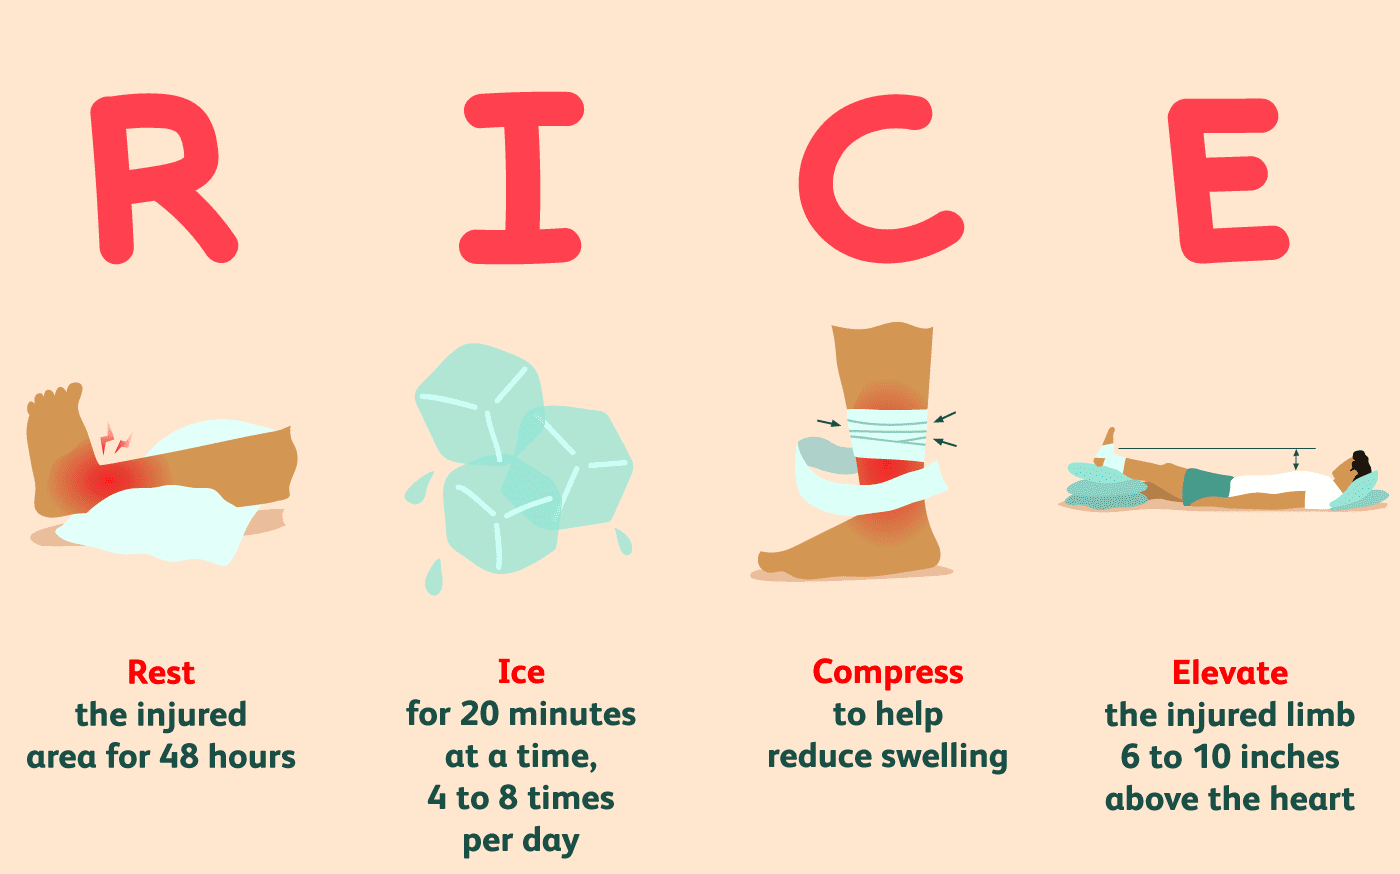 R I C E
Rest
the injured
area for 48 hours
Ice
for 20 minutes
at a time,
4 to 8 times
per day
Compress
to help
reduce swelling
Elevate
the injured limb
6 to 10 inches
above the heart